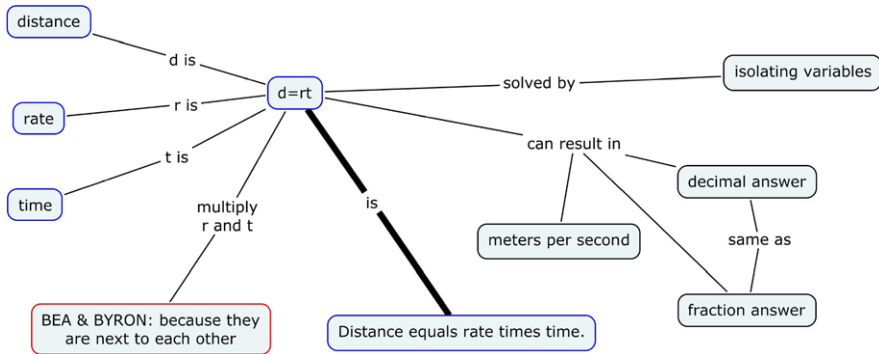 distance
d is
isolating variables
solved by
d=rt
r is
rate
can result in
t is
decimal answer
time
is
multiply
r and t
meters per second
same as
fraction answer
BEA & BYRON: because they
are next to each other
Distance equals rate times time.